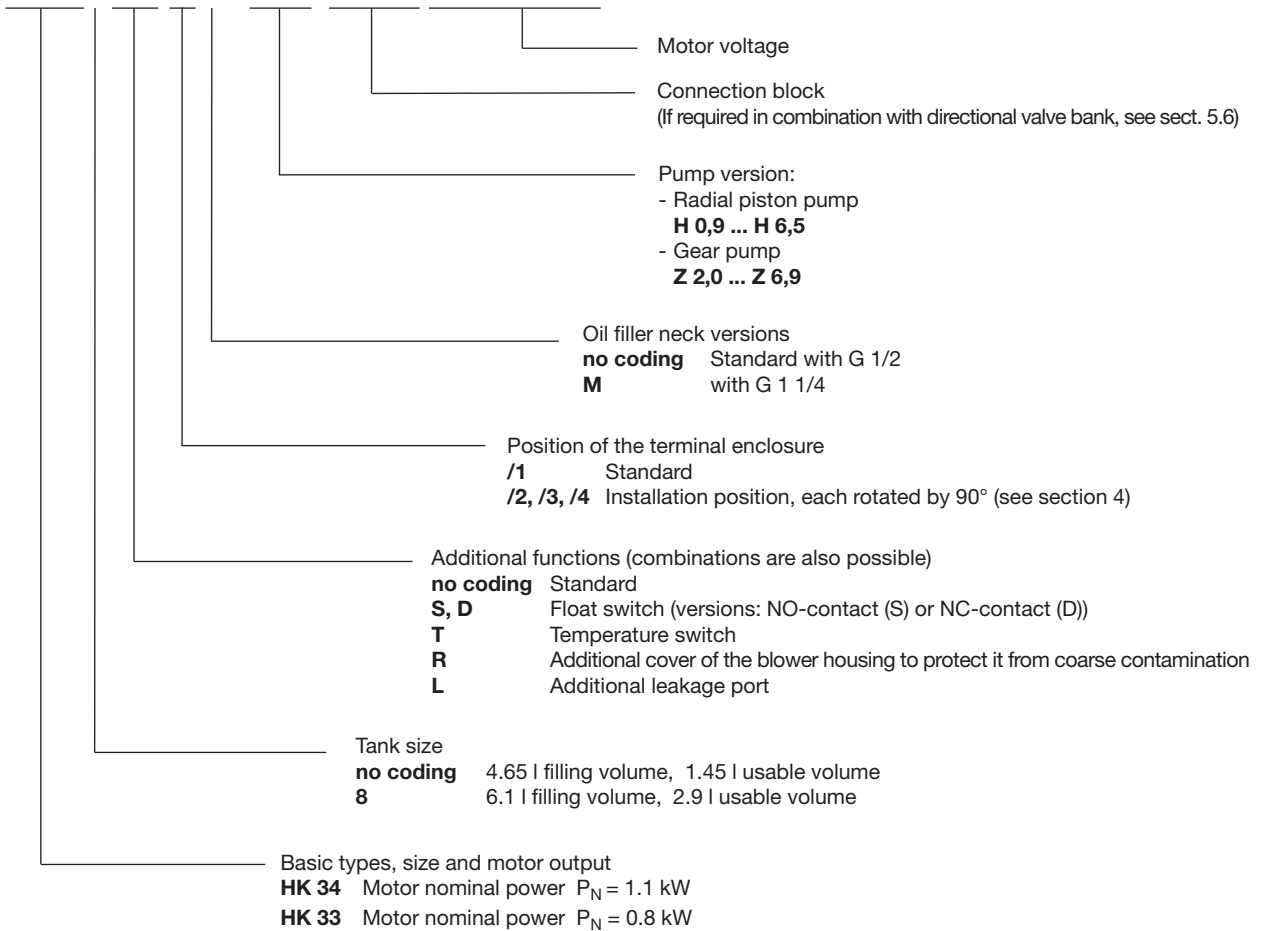 Motor voltage
Connection block
(If required in combination with directional valve bank, see sect. 5.6)
Pump version:
- Radial piston pump
H 0,9 ... H 6,5
- Gear pump
Z 2,0 ... Z 6,9
Oil filler neck versions
no coding Standard with G 1/2
M with G 1 1/4
Position of the terminal enclosure
/1 Standard
/2, /3, /4 Installation position, each rotated by 90° (see section 4)
Additional functions (combinations are also possible)
no coding Standard
S, D Float switch (versions: NO-contact (S) or NC-contact (D))
T Temperature switch
R Additional cover of the blower housing to protect it from coarse contamination
L Additional leakage port
Tank size
no coding 4.65 l filling volume, 1.45 l usable volume
8 6.1 l filling volume, 2.9 l usable volume
Basic types, size and motor output
HK 34 Motor nominal power P_N = 1.1 kW
HK 33 Motor nominal power P_N = 0.8 kW